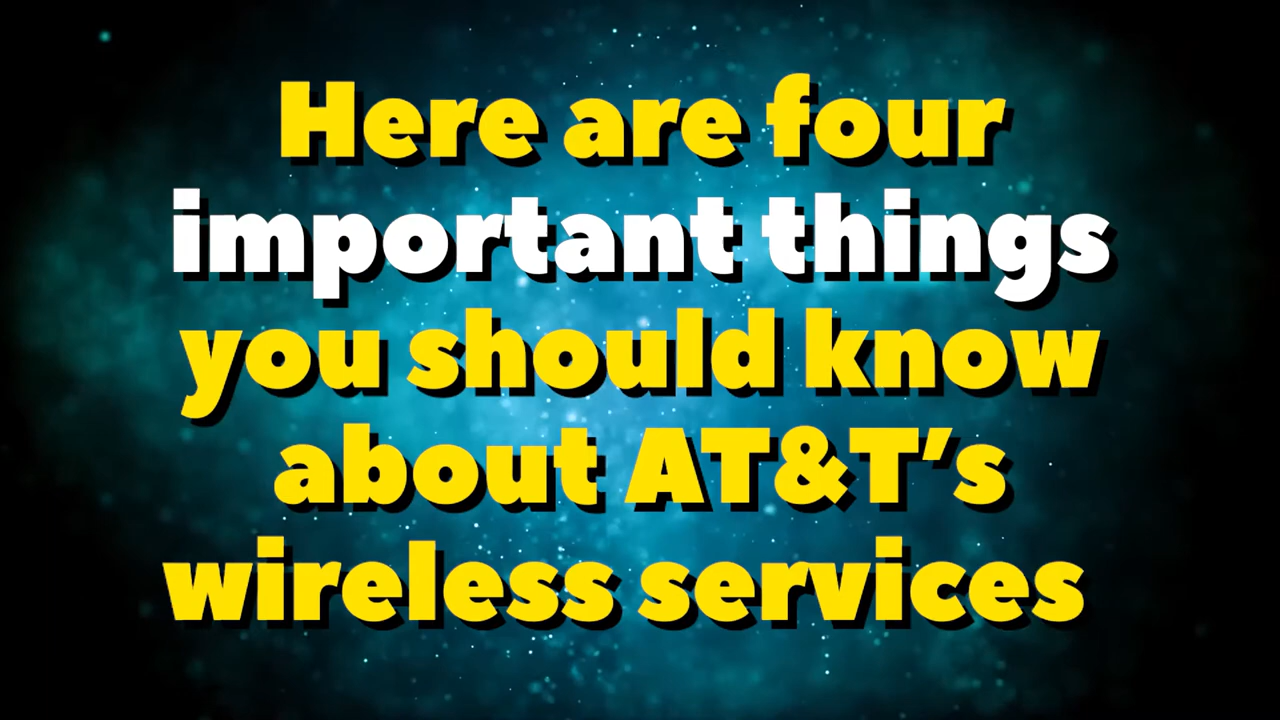 Here are four
important things
you should know
about AT&T’s
wireless services